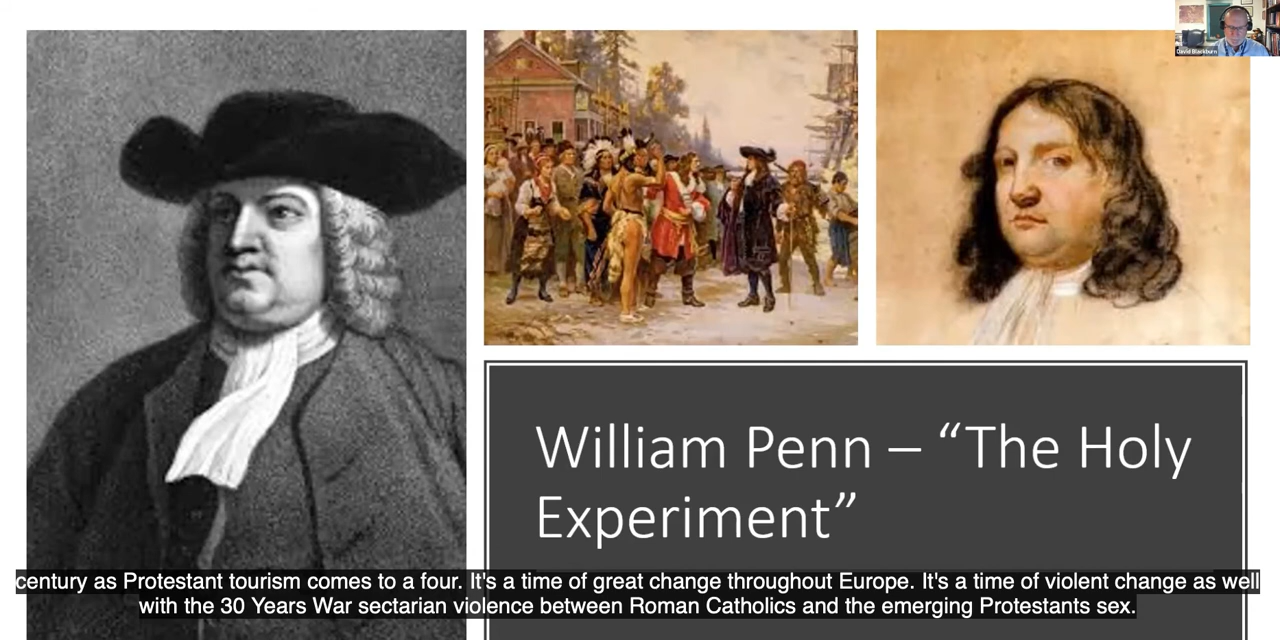 David Blackburn
William Penn – “The Holy
Experiment”
century as Protestant tourism comes to a four. It's a time of great change throughout Europe. It's a time of violent change as well
with the 30 Years War sectarian violence between Roman Catholics and the emerging Protestants sex.